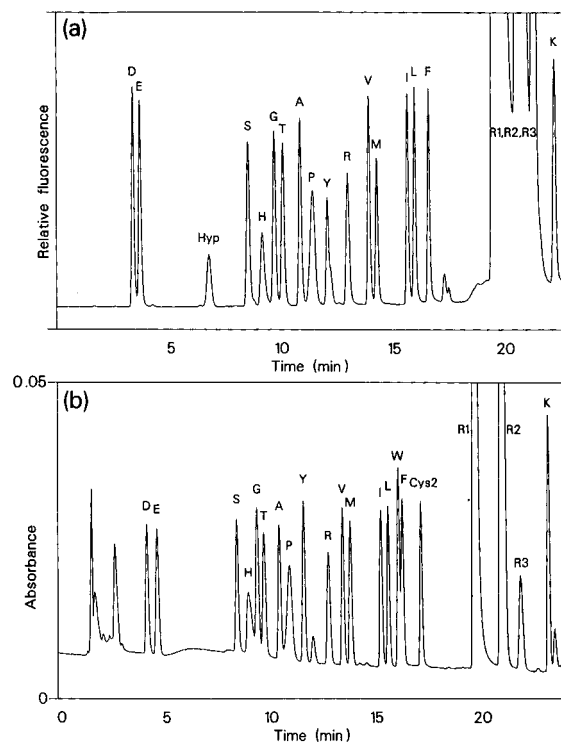 (a)
D
E
Hyp
S
H
G
T
A
P
Y
R
V
M
I
L
F
R1,R2,R3
K
Relative fluorescence
5 10 15 20
Time (min)
(b)
0.05
D
E
S
H
G
T
A
P
Y
R
V
M
I
L
W
F
Cys2
R1
R2
R3
K
Absorbance
0
0 5 10 15 20
Time (min)